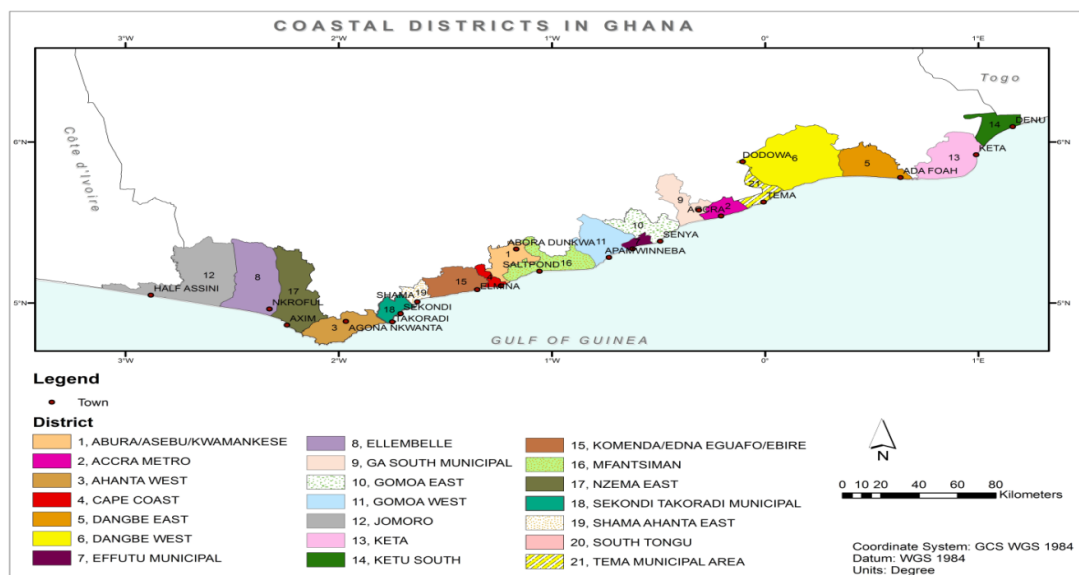 COASTAL DISTRICTS IN GHANA
3°W 2°W 1°W 0° 1°E
Togo
Côte d'Ivoire
6°N
6°N
5°N
5°N
14
DENU
KETA
13
DODOWA
6
5
ADA FOAH
21
TEMA
9
ACCRA
2
10
SENYA
11
WINNEBA
ABORA DUNKWA
1
SALTPOND
16
15
ELMINA
SHAMA
19
SEKONDI
18
TAKORADI
12
HALF ASSINI
8
NKROFUL
17
AXIM
3
AGONA NKWANTA
GULF OF GUINEA
3°W 2°W 1°W 0° 1°E
Legend
Town
District
1, ABURA/ASEBU/KWAMANKESE
2, ACCRA METRO
3, AHANTA WEST
4, CAPE COAST
5, DANGBE EAST
6, DANGBE WEST
7, EFFUTU MUNICIPAL
8, ELLEMBELLE
9, GA SOUTH MUNICIPAL
10, GOMOA EAST
11, GOMOA WEST
12, JOMORO
13, KETA
14, KETU SOUTH
15, KOMENDA/EDNA EGUAFO/EBIRE
16, MFANTSIMAN
17, NZEMA EAST
18, SEKONDI TAKORADI MUNICIPAL
19, SHAMA AHANTA EAST
20, SOUTH TONGU
21, TEMA MUNICIPAL AREA
N
0 10 20 40 60 80
Kilometers
Coordinate System: GCS WGS 1984
Datum: WGS 1984
Units: Degree